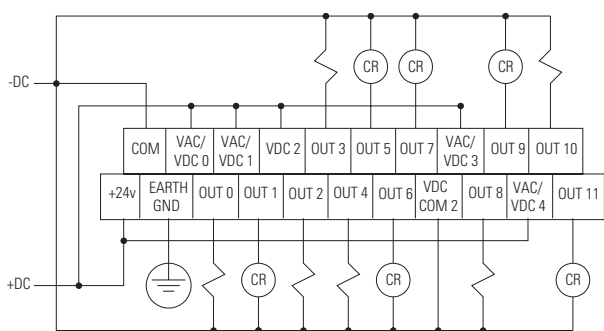 CR CR CR
-DC
COM VAC/ VDC 0 VAC/ VDC 1 VDC 2 OUT 3 OUT 5 OUT 7 VAC/ VDC 3 OUT 9 OUT 10
+24v EARTH GND OUT 0 OUT 1 OUT 2 OUT 4 OUT 6 VDC COM 2 OUT 8 VAC/ VDC 4 OUT 11
+DC
CR CR CR